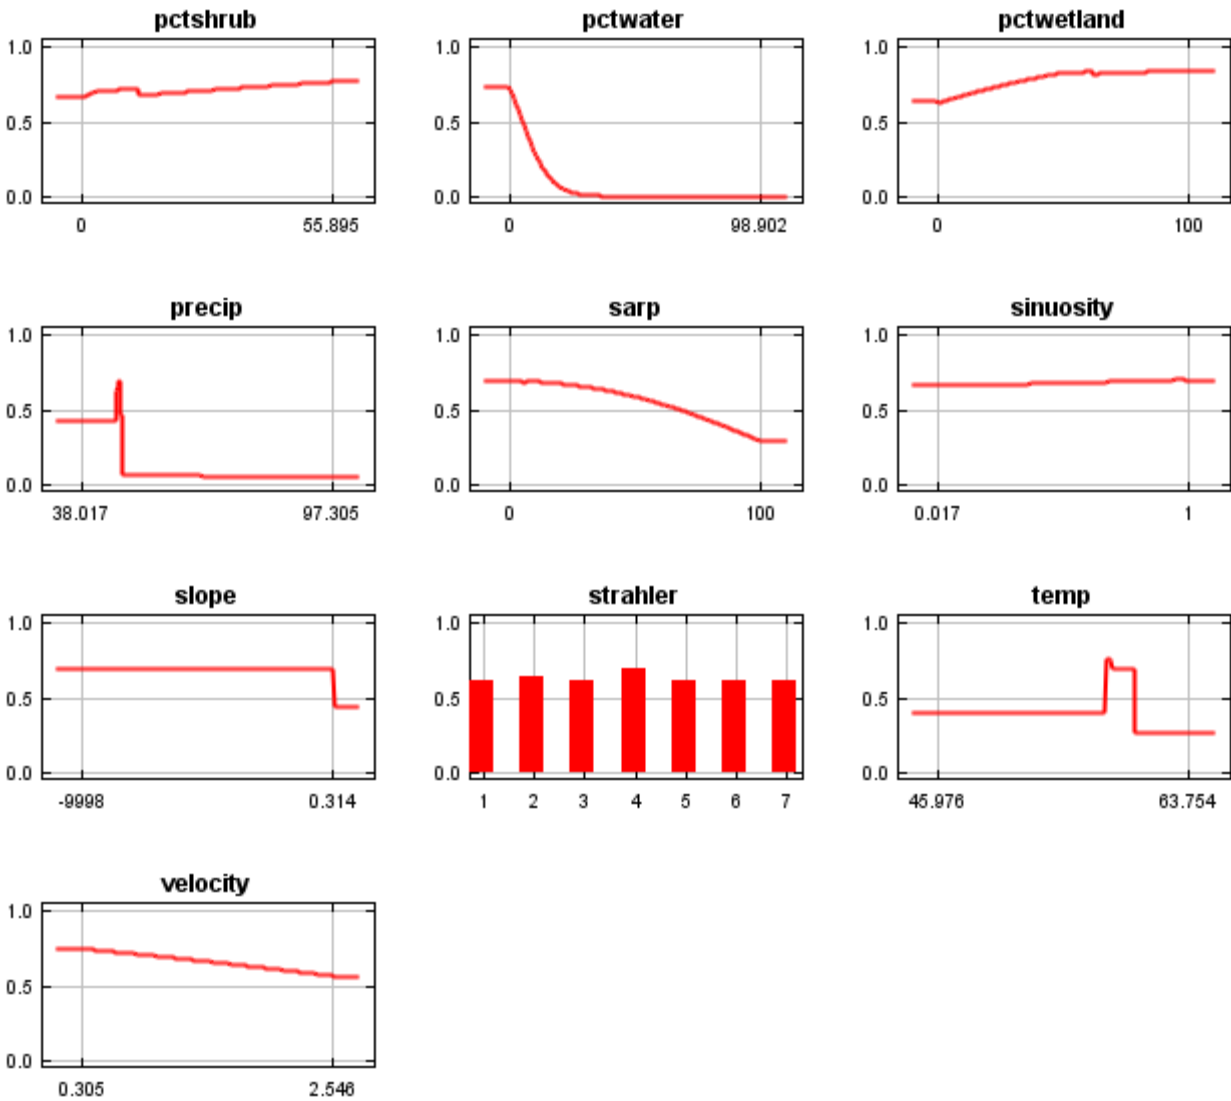 pctshrub pctwater pctwetland
1.0 1.0 1.0
0.5 0.5 0.5
0.0 0.0 0.0
0 55.895 0 98.902 0 100
precip sarp sinuosity
1.0 1.0 1.0
0.5 0.5 0.5
0.0 0.0 0.0
38.017 97.305 0 100 0.017 1
slope strahler temp
1.0 1.0 1.0
0.5 0.5 0.5
0.0 0.0 0.0
-9998 0.314 1 2 3 4 5 6 7 45.976 63.754
velocity
1.0
0.5
0.0
0.305 2.546